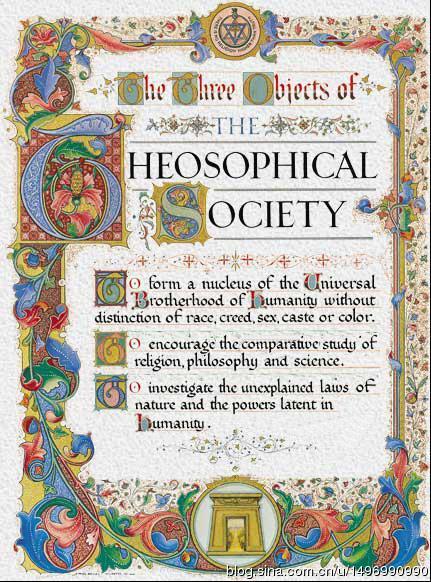 The Three Objects of
THE
THEOSOPHICAL
SOCIETY
To form a nucleus of the Universal
Brotherhood of Humanity without
distinction of race, creed, sex, caste or color.
To encourage the comparative study of
religion, philosophy and science.
To investigate the unexplained laws of
nature and the powers latent in
Humanity.
blog.sina.com.cn/u/1496990990